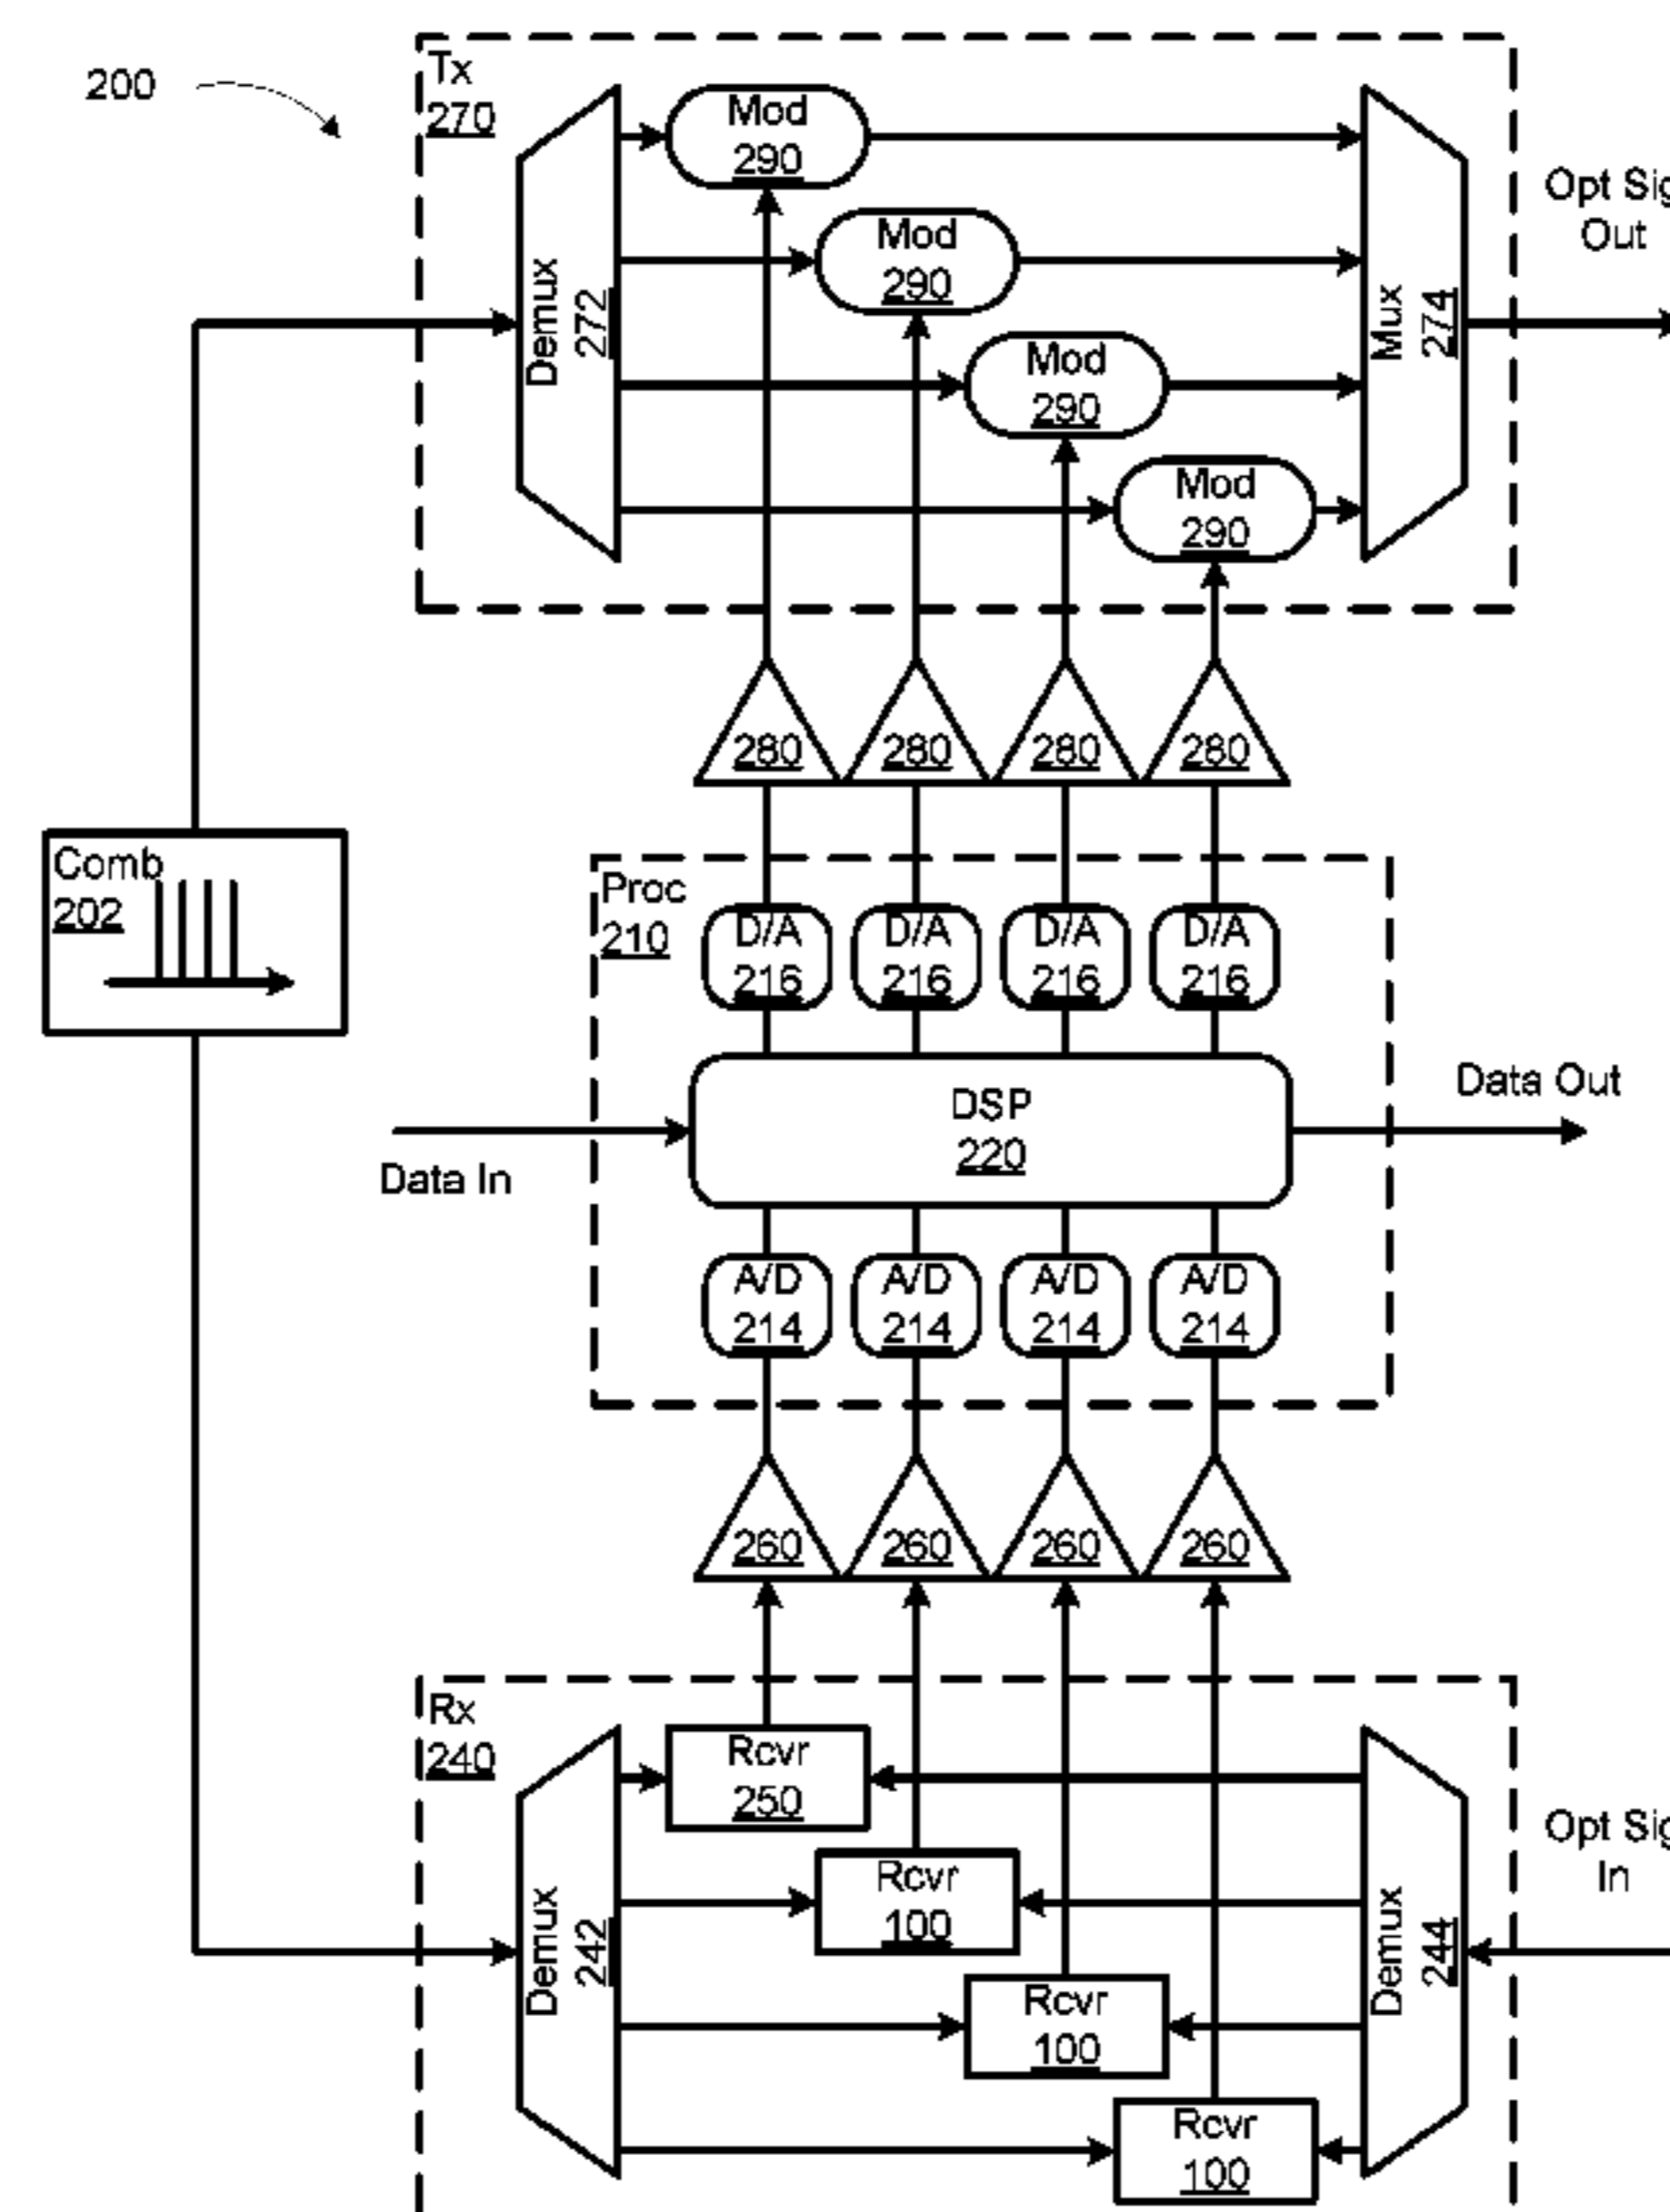 200
Tx
270
Mod
290
Mod
290
Mod
290
Mod
290
Demux
272
Mux
274
Opt Sig
Out
280 280 280 280
Comb
202
Proc
210
D/A D/A D/A D/A
216 216 216 216
Data In
DSP
220
Data Out
A/D A/D A/D A/D
214 214 214 214
260 260 260 260
Rx
240
Rcvr
250
Rcvr
100
Rcvr
100
Rcvr
100
Demux
242
Demux
244
Opt Sig
In